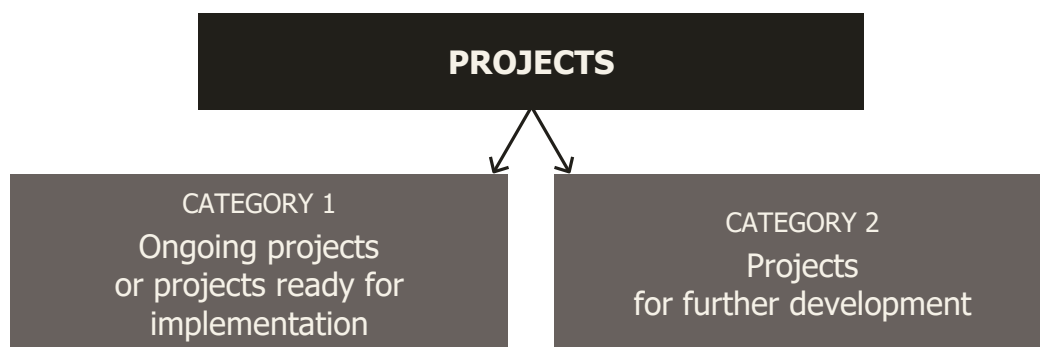 PROJECTS
CATEGORY 1
Ongoing projects
or projects ready for
implementation
CATEGORY 2
Projects
for further development